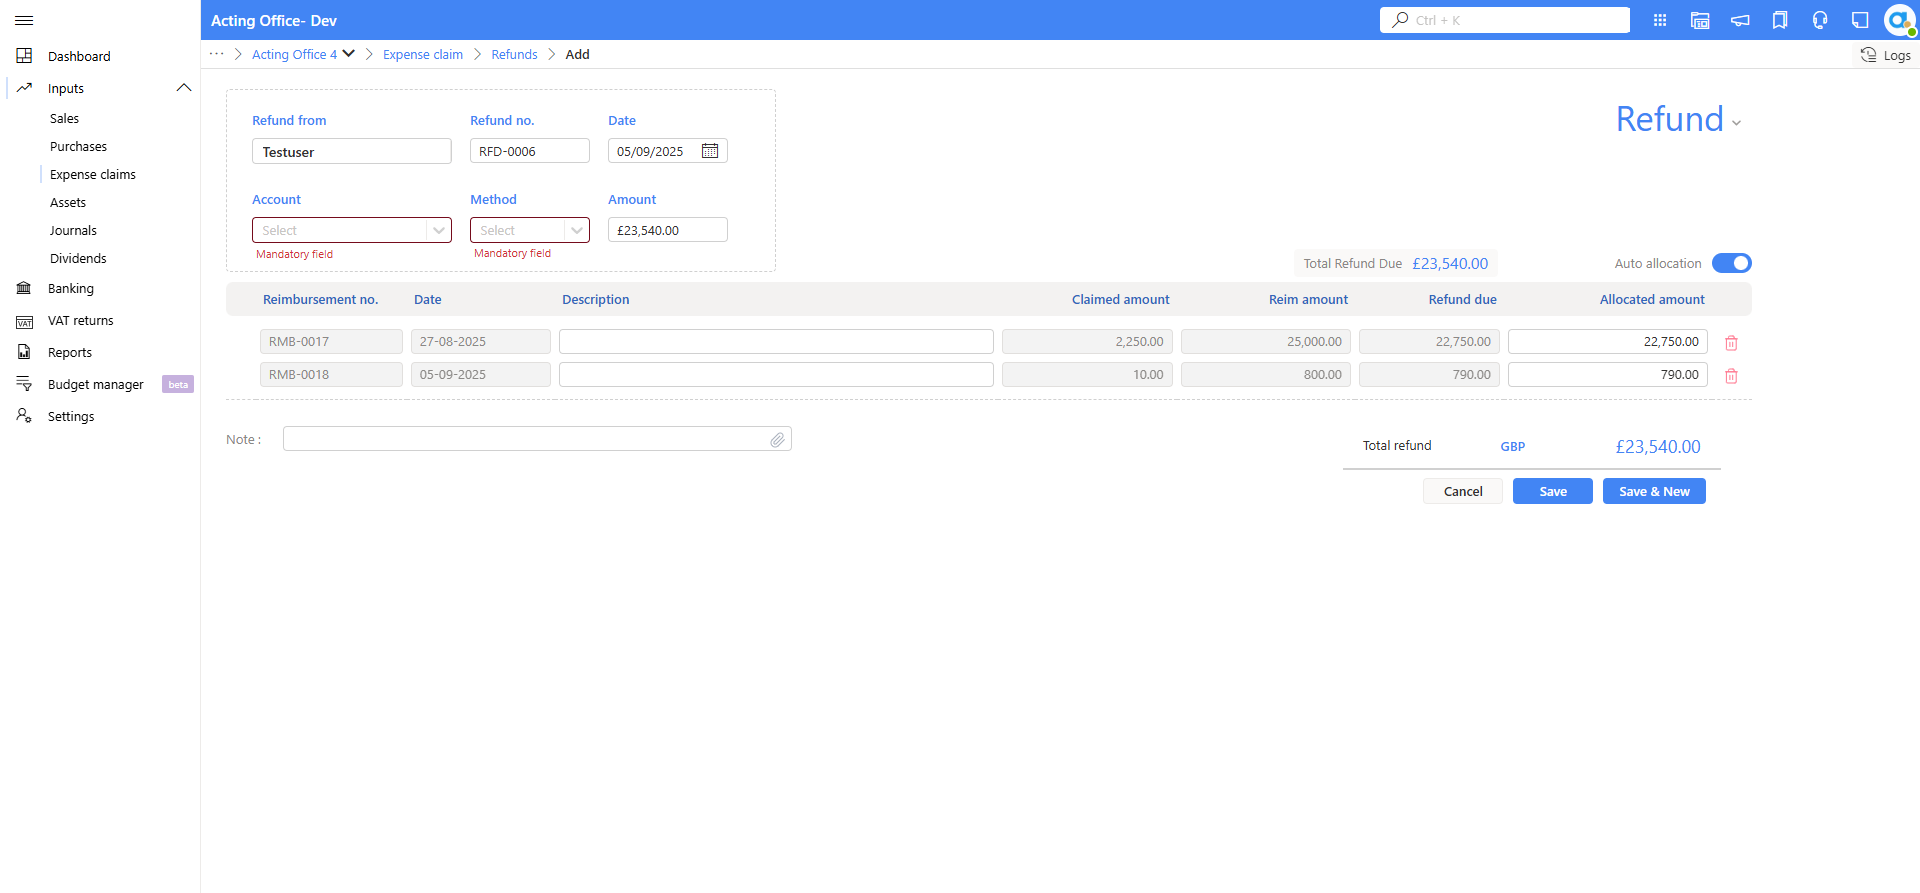 Acting Office- Dev
Ctrl + K
Dashboard
Inputs
Sales
Purchases
Expense claims
Assets
Journals
Dividends
Banking
VAT
VAT returns
Reports
Budget manager beta
Settings
··· Acting Office 4 Expense claim Refunds Add
Logs
Refund from Refund no. Date
Testuser RFD-0006 05/09/2025
Account Method Amount
Select Select £23,540.00
Mandatory field Mandatory field
Refund
Total Refund Due £23,540.00 Auto allocation
Reimbursement no. Date Description Claimed amount Reim amount Refund due Allocated amount
RMB-0017 27-08-2025 2,250.00 25,000.00 22,750.00 22,750.00
RMB-0018 05-09-2025 10.00 800.00 790.00 790.00
Note :
Total refund GBP £23,540.00
Cancel Save Save & New